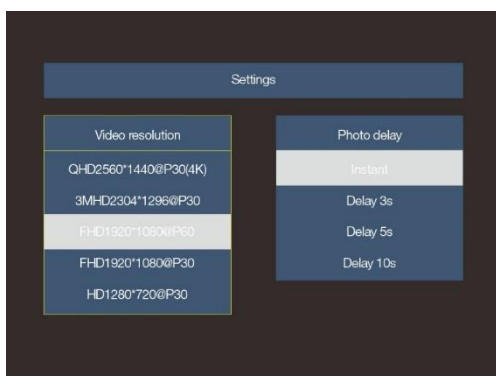 Settings
Video resolution
QHD2560*1440@P30(4K)
3MHD2304*1296@P30
FHD1920*1080@P60
FHD1920*1080@P30
HD1280*720@P30
Photo delay
Instant
Delay 3s
Delay 5s
Delay 10s